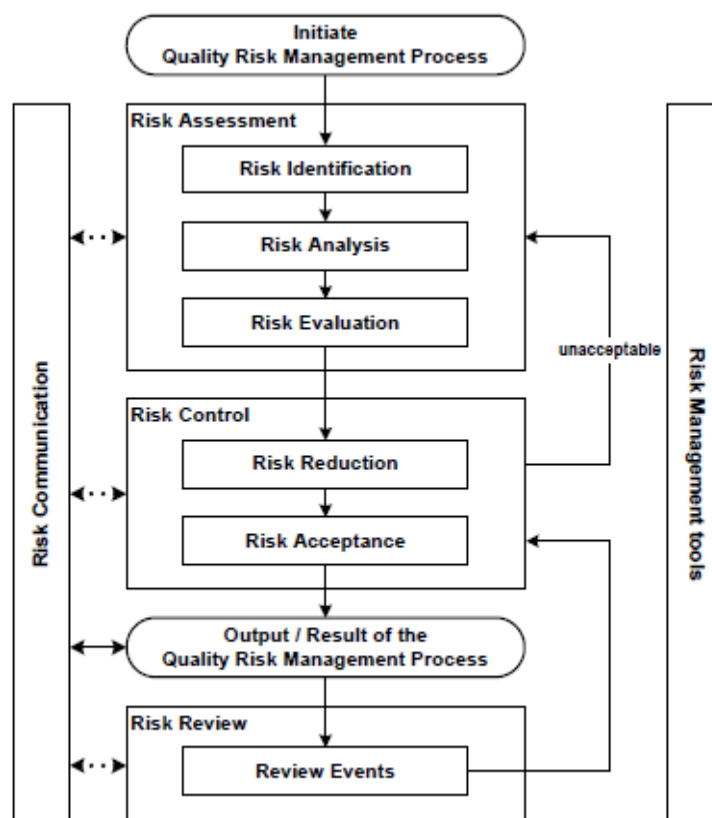 Initiate
Quality Risk Management Process
Risk Assessment
Risk Identification
Risk Analysis
Risk Evaluation
unacceptable
Risk Communication
Risk Management tools
Risk Control
Risk Reduction
Risk Acceptance
Output / Result of the
Quality Risk Management Process
Risk Review
Review Events